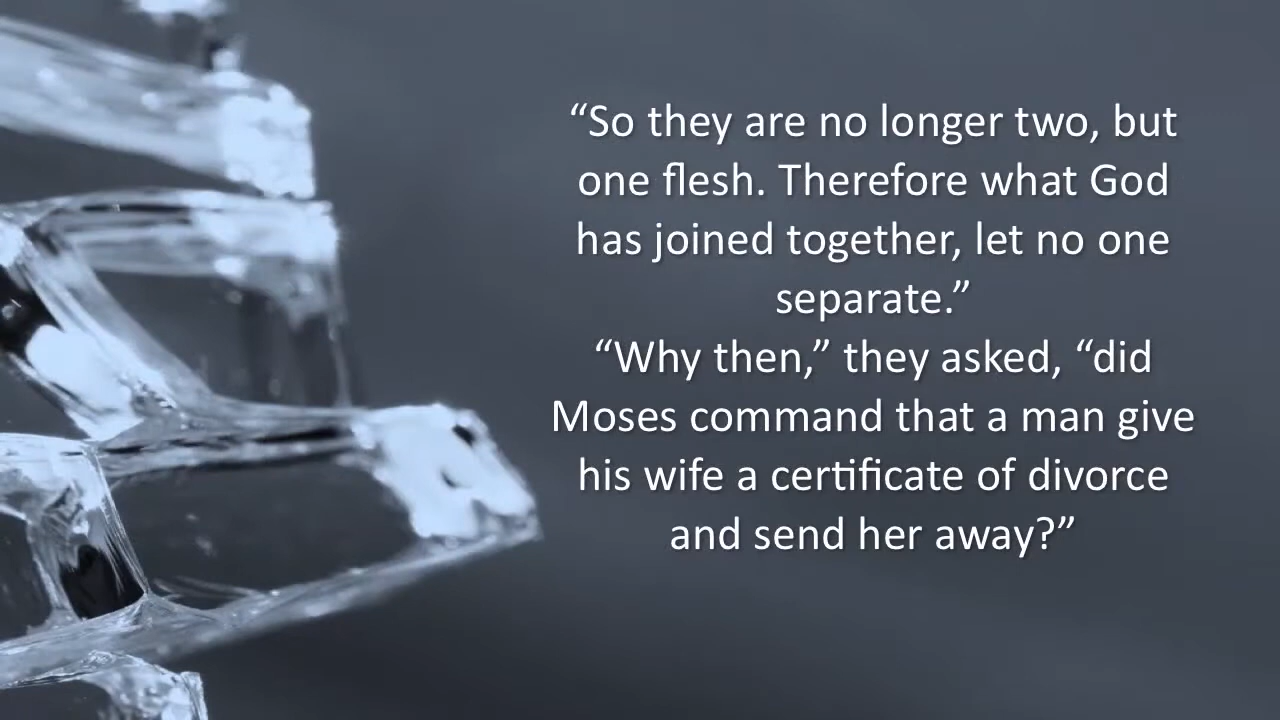 “So they are no longer two, but
one flesh. Therefore what God
has joined together, let no one
separate.”
“Why then,” they asked, “did
Moses command that a man give
his wife a certificate of divorce
and send her away?”